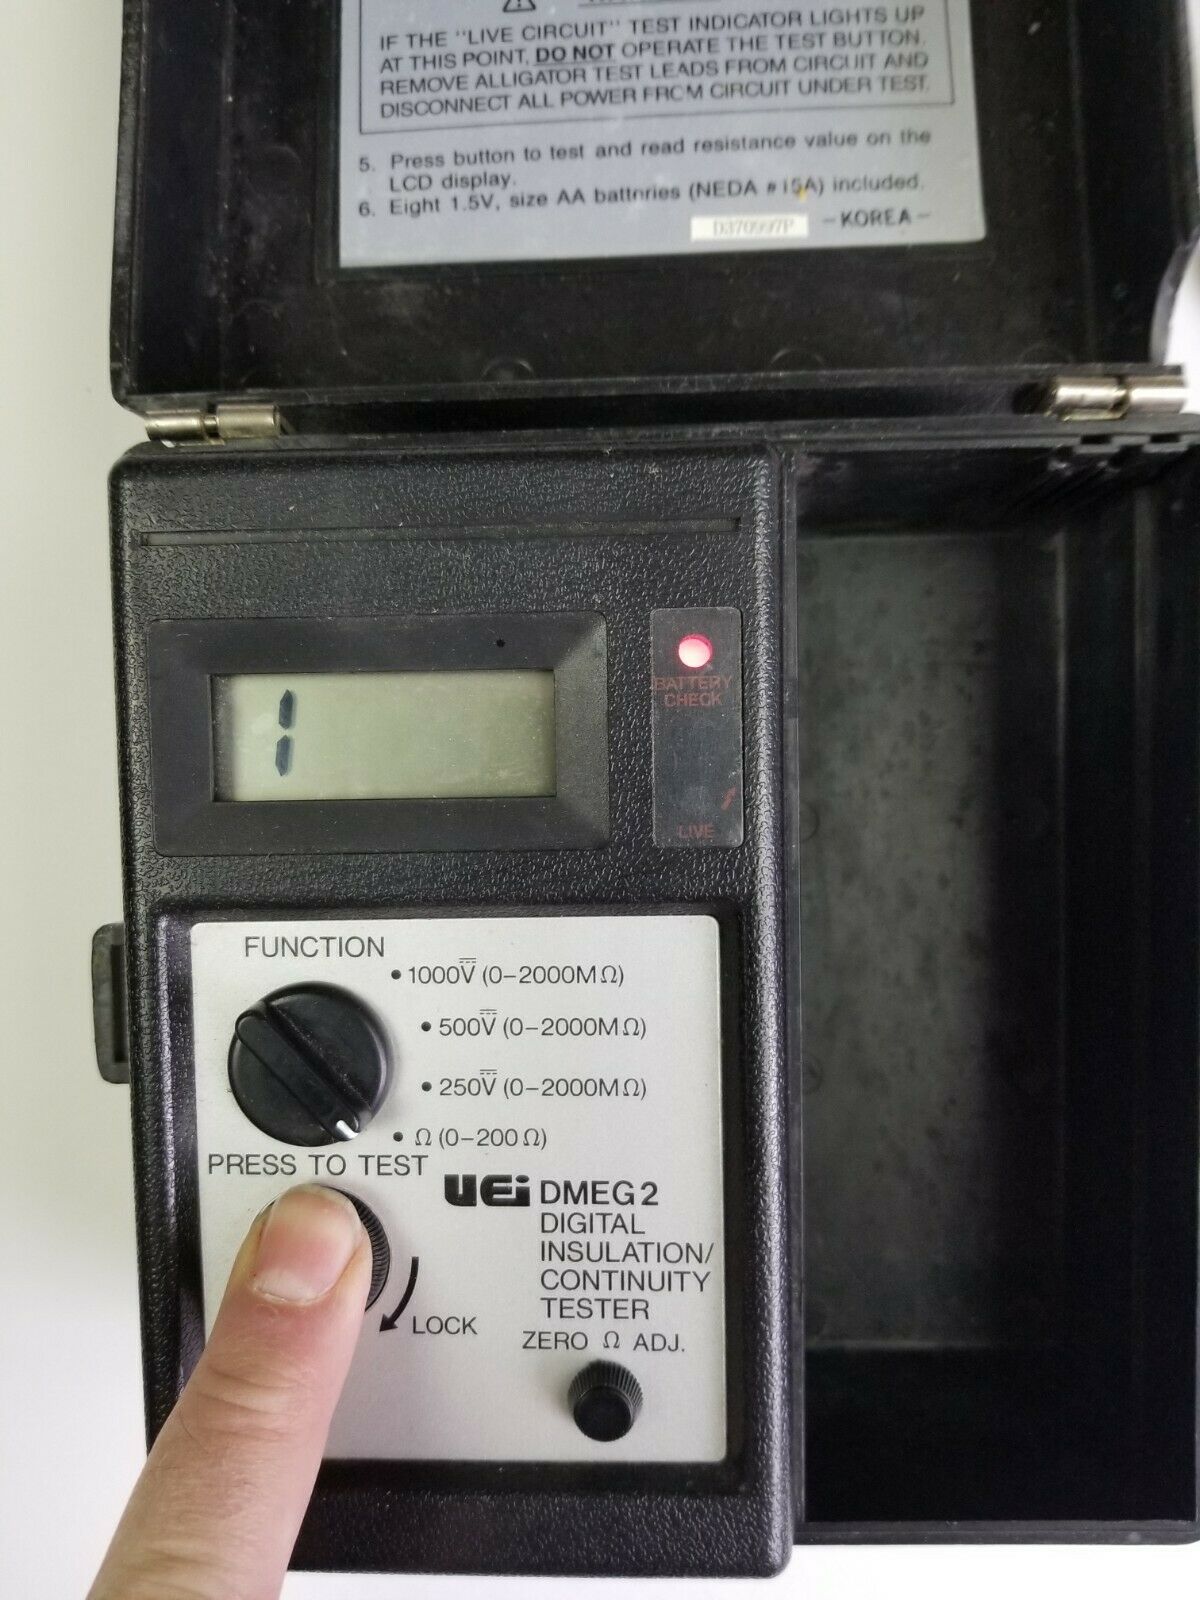 IF THE "LIVE CIRCUIT" TEST INDICATOR LIGHTS UP
AT THIS POINT, DO NOT OPERATE THE TEST BUTTON.
REMOVE ALLIGATOR TEST LEADS FROM CIRCUIT AND
DISCONNECT ALL POWER FROM CIRCUIT UNDER TEST.
5. Press button to test and read resistance value on the
LCD display.
6. Eight 1.5V, size AA battnries (NEDA #15A) included.
D370997P -KOREA-
1
BATTERY
CHECK
LIVE
FUNCTION
• 1000V (0-2000MΩ)
• 500V (0-2000MΩ)
• 250V (0-2000MΩ)
• Ω (0-200Ω)
PRESS TO TEST
UEi DMEG2
DIGITAL
INSULATION/
CONTINUITY
TESTER
LOCK
ZERO Ω ADJ.